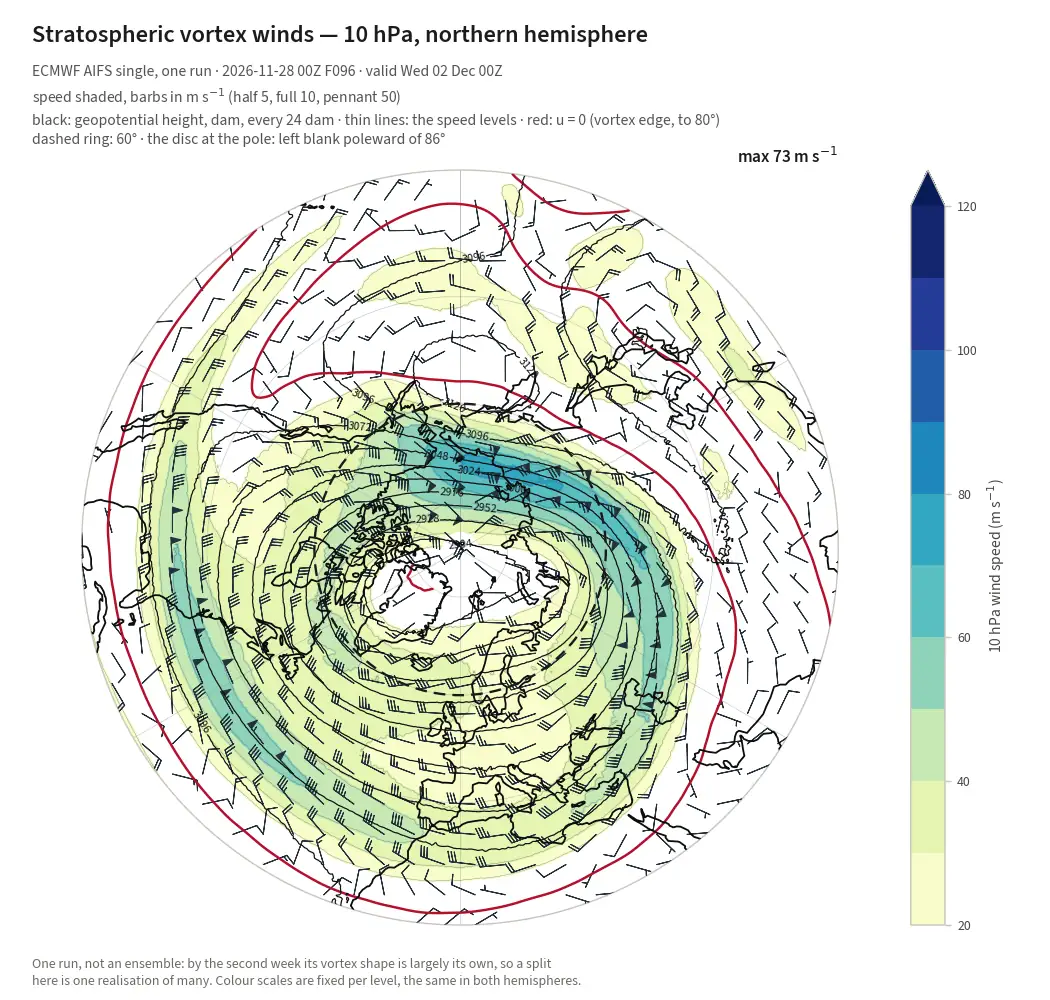 Stratospheric vortex winds — 10 hPa, northern hemisphere
ECMWF AIFS single, one run · 2026-11-28 00Z F096 · valid Wed 02 Dec 00Z
speed shaded, barbs in m s⁻¹ (half 5, full 10, pennant 50)
black: geopotential height, dam, every 24 dam · thin lines: the speed levels · red: u = 0 (vortex edge, to 80°)
dashed ring: 60° · the disc at the pole: left blank poleward of 86°
max 73 m s⁻¹
120
100
80
60
40
20
10 hPa wind speed (m s⁻¹)
3096
3096
3072
3096
3048
3024
2976
2952
2928
One run, not an ensemble: by the second week its vortex shape is largely its own, so a split
here is one realisation of many. Colour scales are fixed per level, the same in both hemispheres.